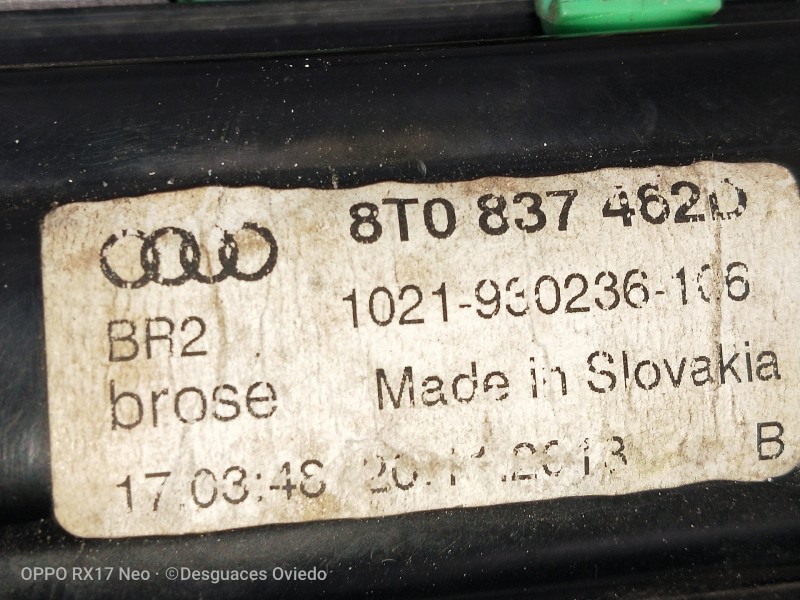 8T0 837 462D
1021-930236-106
BR2
brose
Made in Slovakia
17:03:48
B
OPPO RX17 Neo · ©Desguaces Oviedo